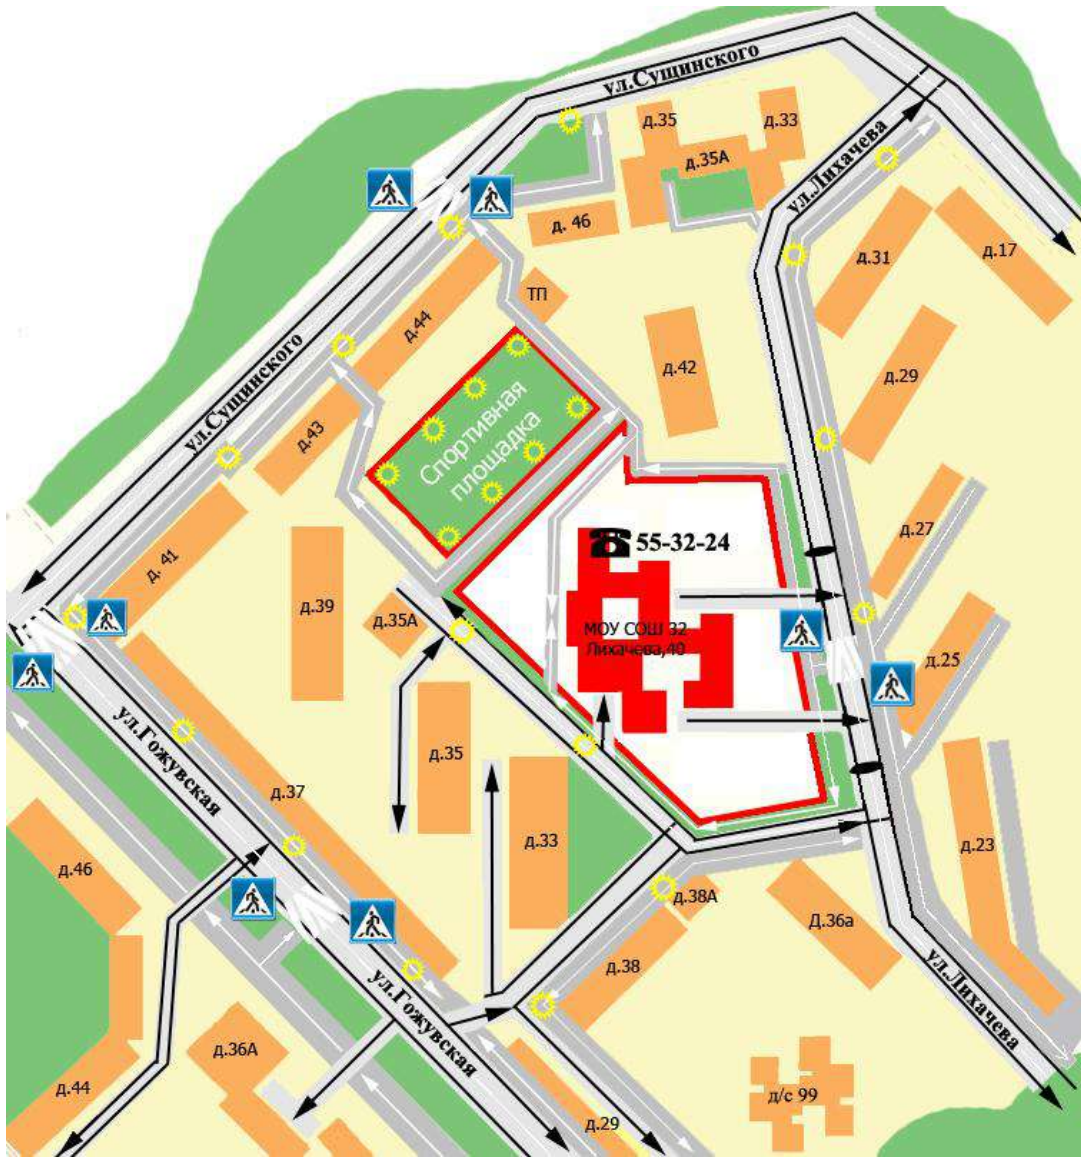 ул.Сущинского
д.35
д.33
д.35А
ул.Лихачева
д. 46
д.31
д.17
ТП
д.44
д.42
д.29
ул.Сущинского
д.43
Спортивная
площадка
д.27
д. 41
55-32-24
д.39
д.35А
МОУ СОШ 32
Лихачева,40
д.25
ул.Гожувская
д.35
д.37
д.33
д.23
д.46
д.38А
Д.36а
д.38
ул.Лихачева
ул.Гожувская
д.36А
д.44
д/с 99
д.29